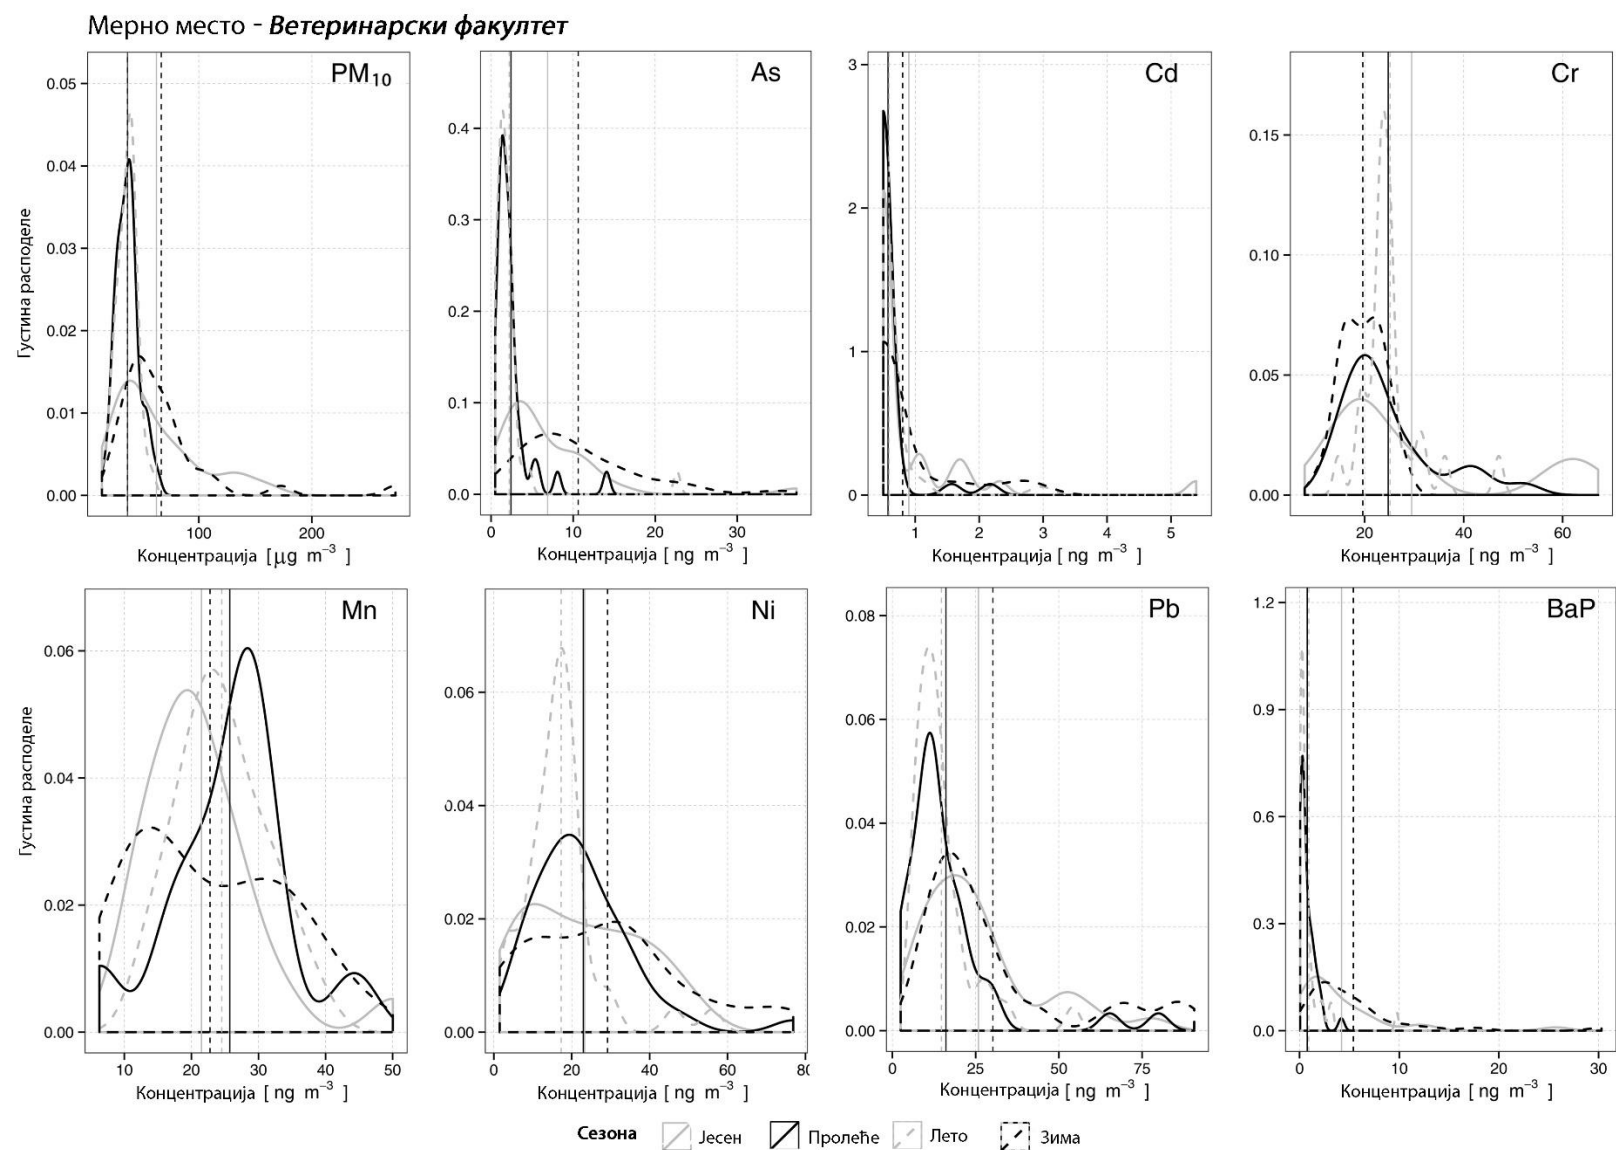 Мерно место - Ветеринарски факултет
PM₁₀
0.05
0.04
0.03
0.02
0.01
0.00
Густина расподеле
100 200
Концентрација [ µg m⁻³ ]
As
0.4
0.3
0.2
0.1
0.0
0 10 20 30
Концентрација [ ng m⁻³ ]
Cd
3
2
1
0
1 2 3 4 5
Концентрација [ ng m⁻³ ]
Cr
0.15
0.10
0.05
0.00
20 40 60
Концентрација [ ng m⁻³ ]
Mn
0.06
0.04
0.02
0.00
Густина расподеле
10 20 30 40 50
Концентрација [ ng m⁻³ ]
Ni
0.06
0.04
0.02
0.00
0 20 40 60 80
Концентрација [ ng m⁻³ ]
Pb
0.08
0.06
0.04
0.02
0.00
0 25 50 75
Концентрација [ ng m⁻³ ]
BaP
1.2
0.9
0.6
0.3
0.0
0 10 20 30
Концентрација [ ng m⁻³ ]
Сезона Јесен Пролеће Лето Зима